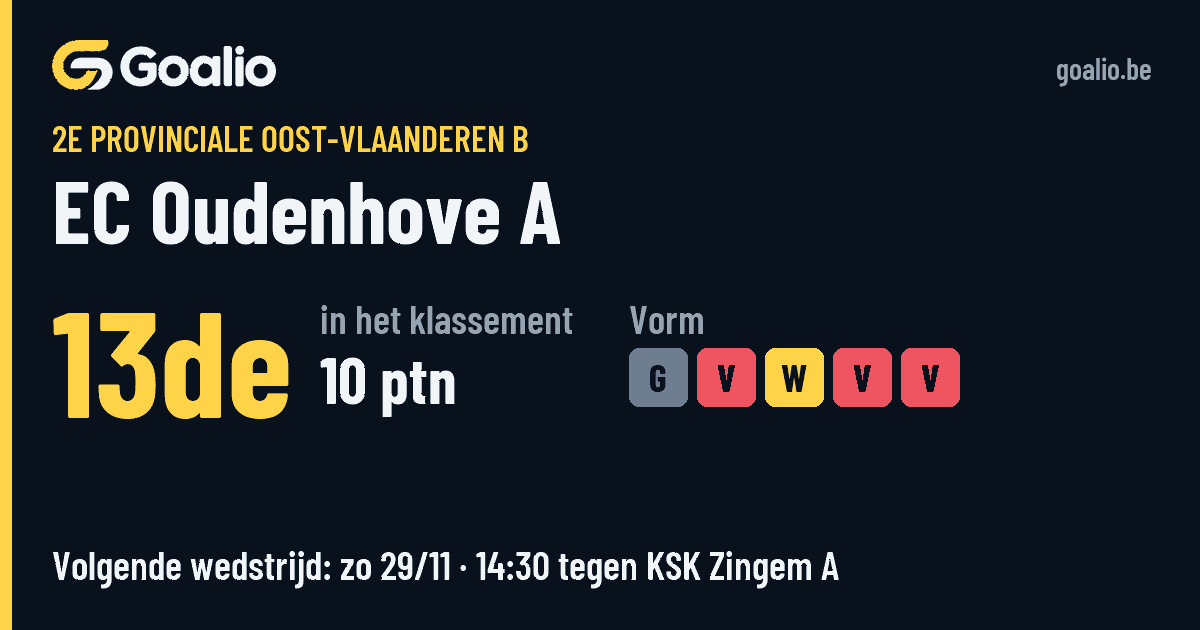 Goalio
goalio.be
2E PROVINCIALE OOST-VLAANDEREN B
EC Oudenhove A
13de
in het klassement
10 ptn
Vorm
G V W V V
Volgende wedstrijd: zo 29/11 · 14:30 tegen KSK Zingem A